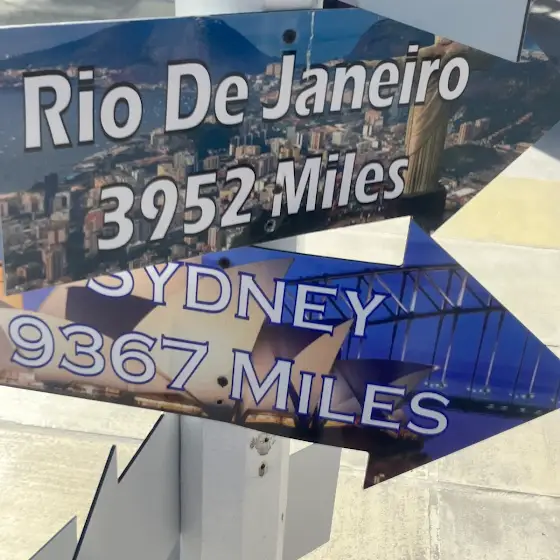 Rio De Janeiro
3952 Miles
SYDNEY
9367 MILES